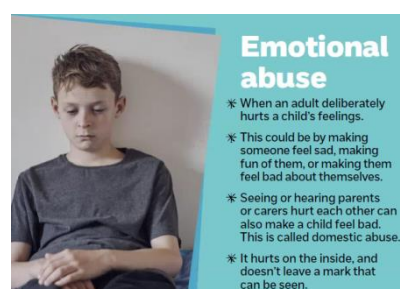 Emotional
abuse
✳ When an adult deliberately
hurts a child's feelings.
✳ This could be by making
someone feel sad, making
fun of them, or making them
feel bad about themselves.
✳ Seeing or hearing parents
or carers hurt each other can
also make a child feel bad.
This is called domestic abuse.
✳ It hurts on the inside, and
doesn't leave a mark that
can be seen.